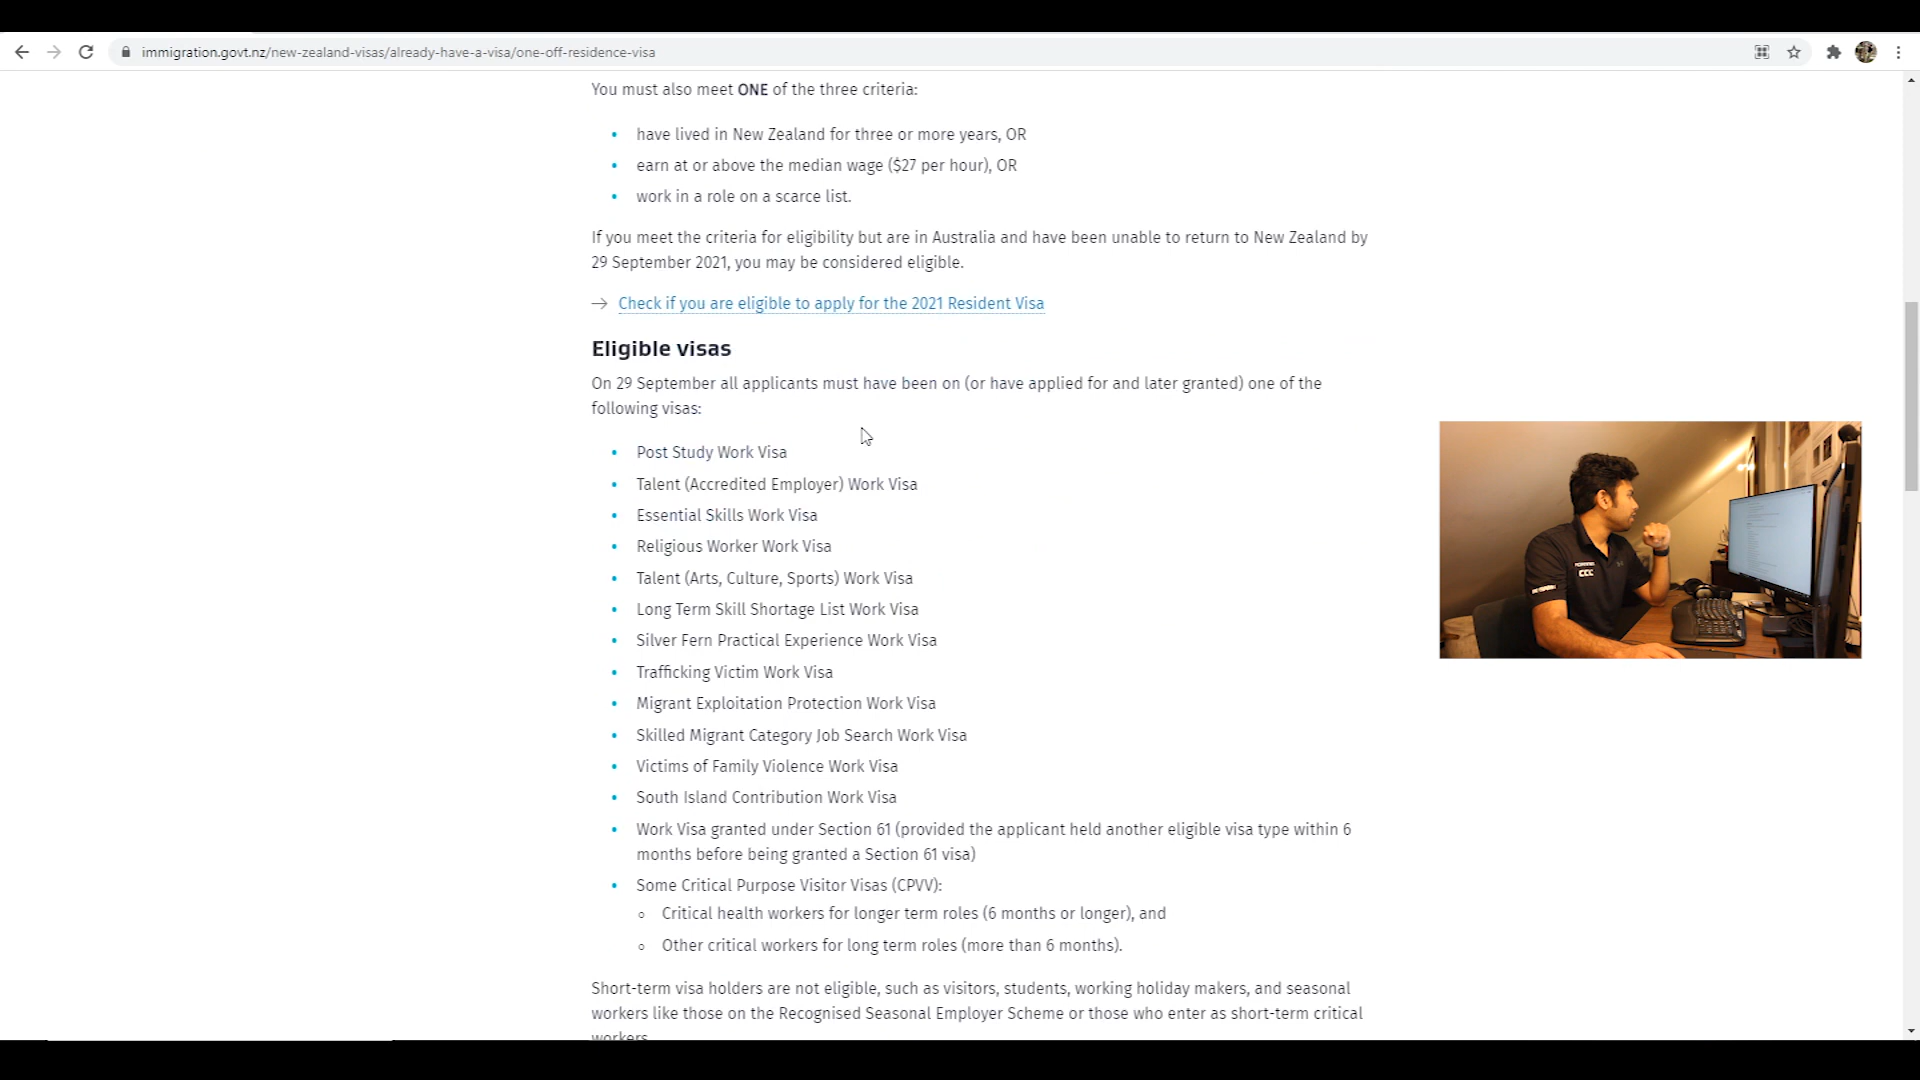 immigration.govt.nz/new-zealand-visas/already-have-a-visa/one-off-residence-visa
You must also meet ONE of the three criteria:
• have lived in New Zealand for three or more years, OR
• earn at or above the median wage ($27 per hour), OR
• work in a role on a scarce list.
If you meet the criteria for eligibility but are in Australia and have been unable to return to New Zealand by
29 September 2021, you may be considered eligible.
→ Check if you are eligible to apply for the 2021 Resident Visa
Eligible visas
On 29 September all applicants must have been on (or have applied for and later granted) one of the
following visas:
• Post Study Work Visa
• Talent (Accredited Employer) Work Visa
• Essential Skills Work Visa
• Religious Worker Work Visa
• Talent (Arts, Culture, Sports) Work Visa
• Long Term Skill Shortage List Work Visa
• Silver Fern Practical Experience Work Visa
• Trafficking Victim Work Visa
• Migrant Exploitation Protection Work Visa
• Skilled Migrant Category Job Search Work Visa
• Victims of Family Violence Work Visa
• South Island Contribution Work Visa
• Work Visa granted under Section 61 (provided the applicant held another eligible visa type within 6
months before being granted a Section 61 visa)
• Some Critical Purpose Visitor Visas (CPVV):
◦ Critical health workers for longer term roles (6 months or longer), and
◦ Other critical workers for long term roles (more than 6 months).
Short-term visa holders are not eligible, such as visitors, students, working holiday makers, and seasonal
workers like those on the Recognised Seasonal Employer Scheme or those who enter as short-term critical
workers
CCC